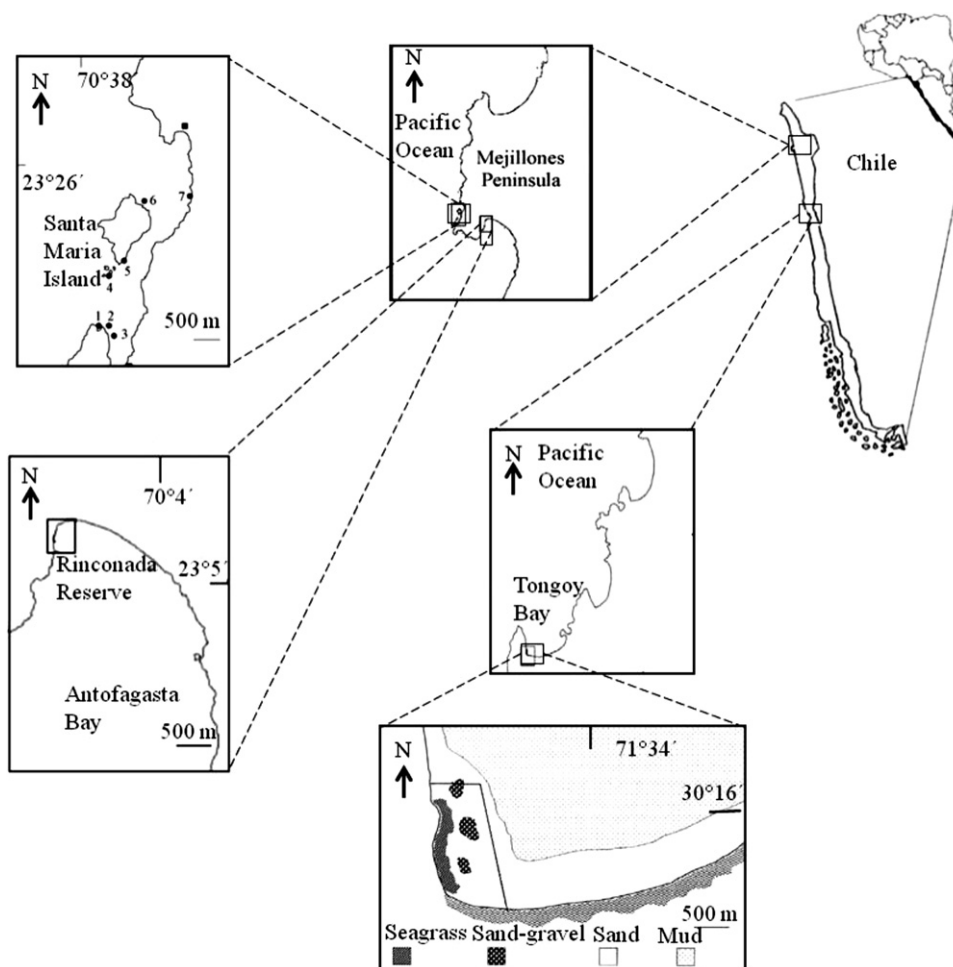 N
70°38
23°26´
Santa
Maria
Island
1
2
3
4
5
6
7
500 m
N
Pacific
Ocean
Mejillones
Peninsula
Chile
N
70°4´
23°5´
Rinconada
Reserve
Antofagasta
Bay
500 m
N
Pacific
Ocean
Tongoy
Bay
N
71°34´
30°16´
500 m
Seagrass Sand-gravel Sand Mud